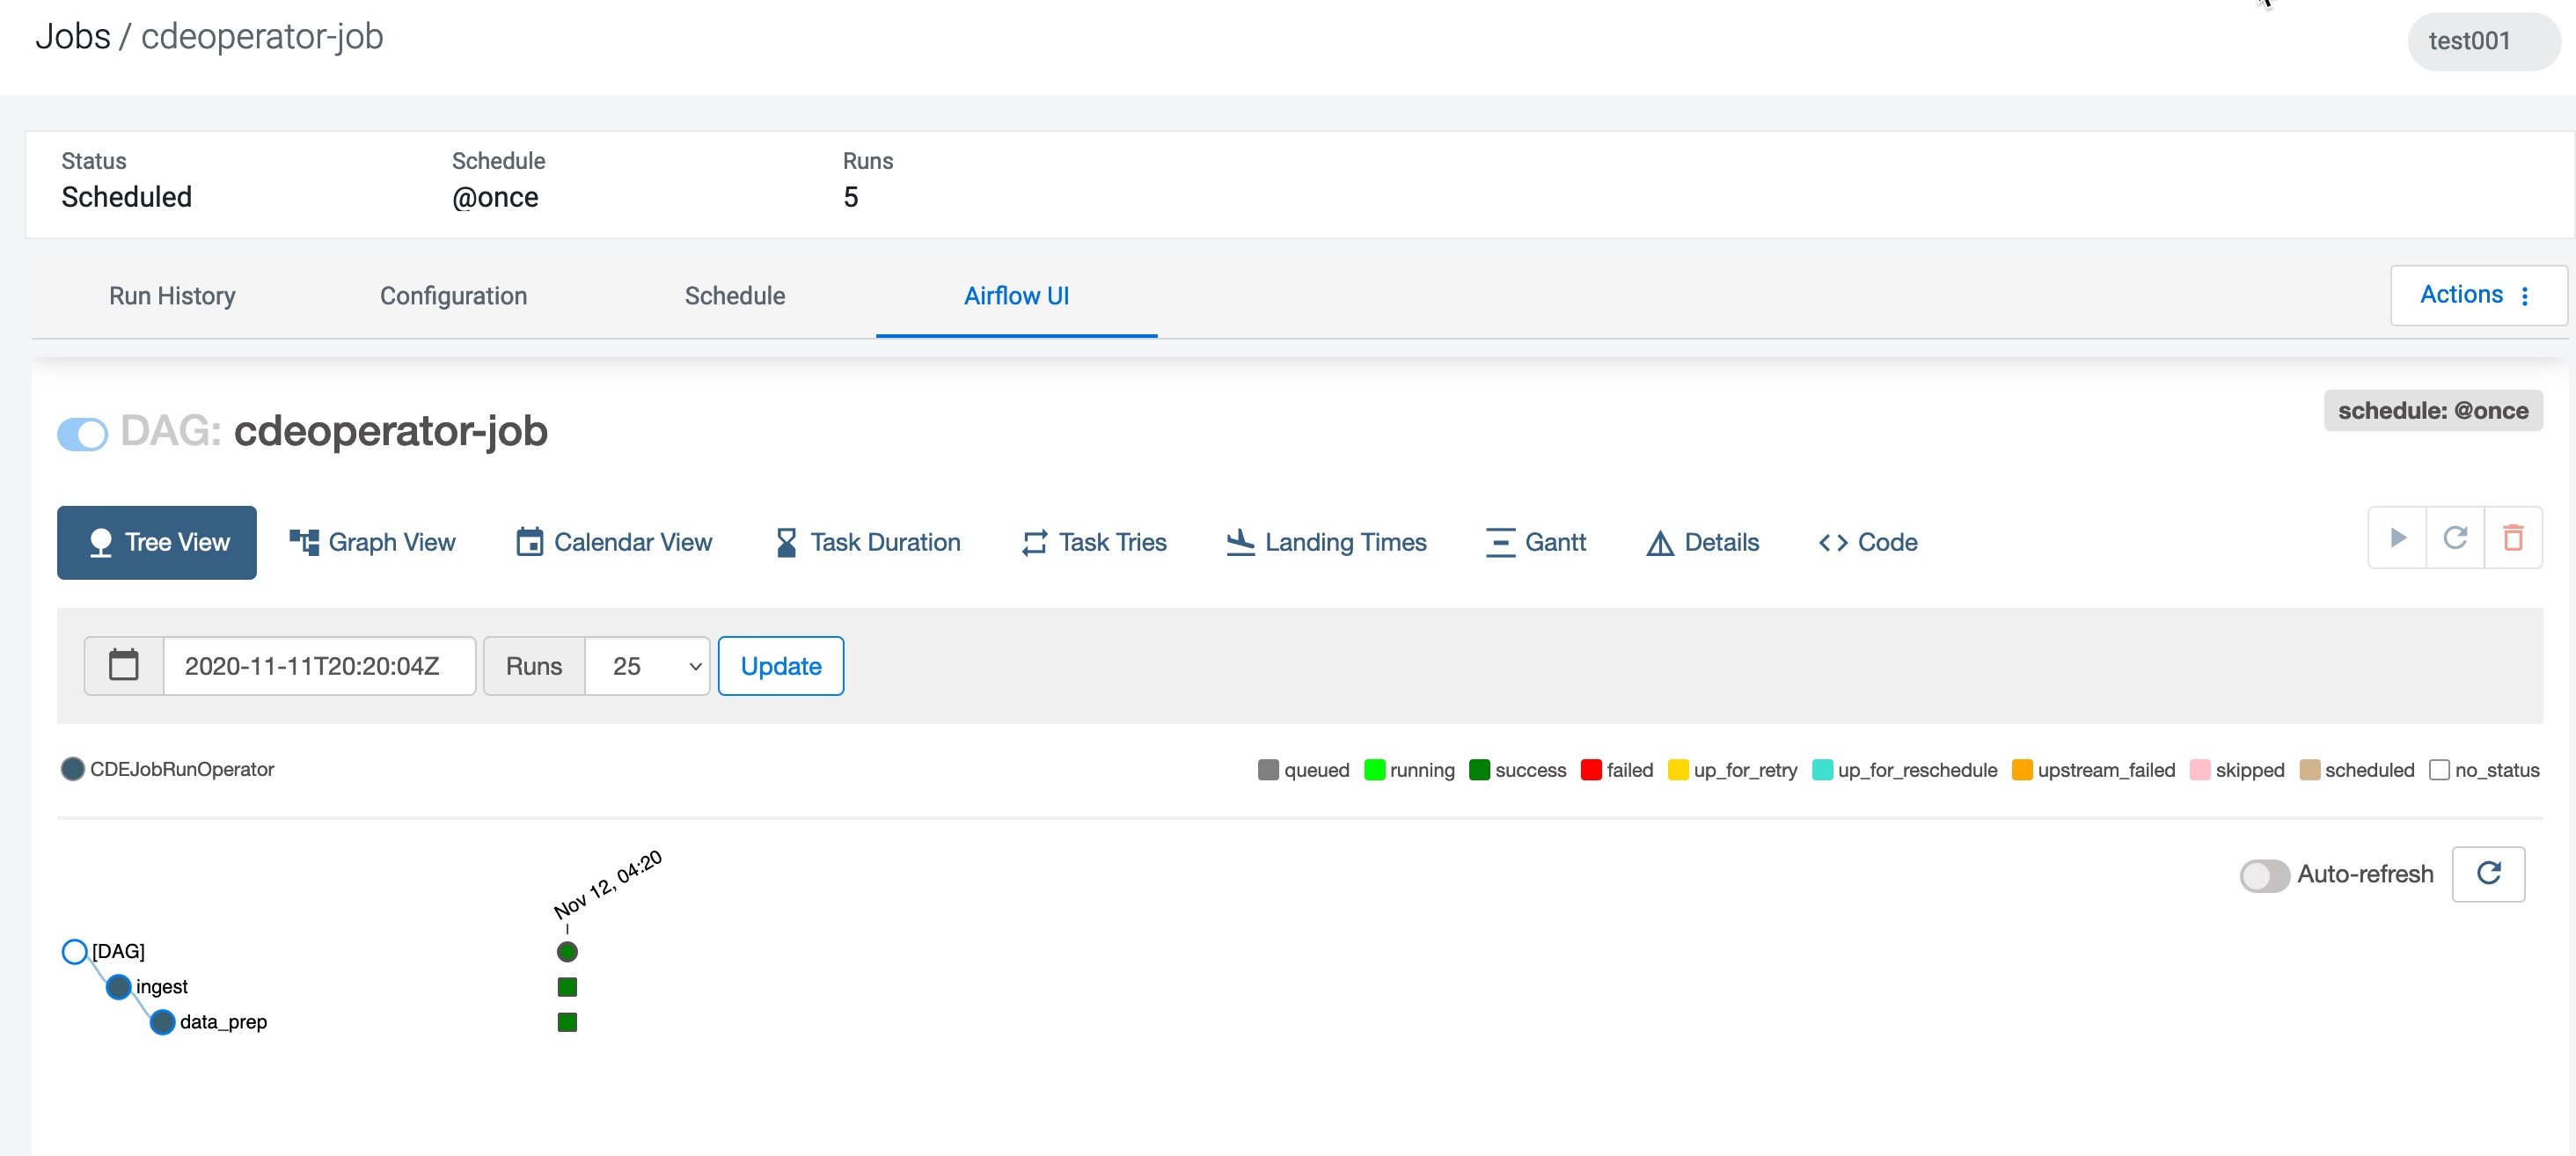 Jobs / cdeoperator-job
test001
Status
Scheduled
Schedule
@once
Runs
5
Run History
Configuration
Schedule
Airflow UI
Actions
DAG: cdeoperator-job
schedule: @once
Tree View
Graph View
Calendar View
Task Duration
Task Tries
Landing Times
Gantt
Details
Code
2020-11-11T20:20:04Z
Runs
25
Update
CDEJobRunOperator
queued
running
success
failed
up_for_retry
up_for_reschedule
upstream_failed
skipped
scheduled
no_status
Nov 12, 04:20
Auto-refresh
[DAG]
ingest
data_prep